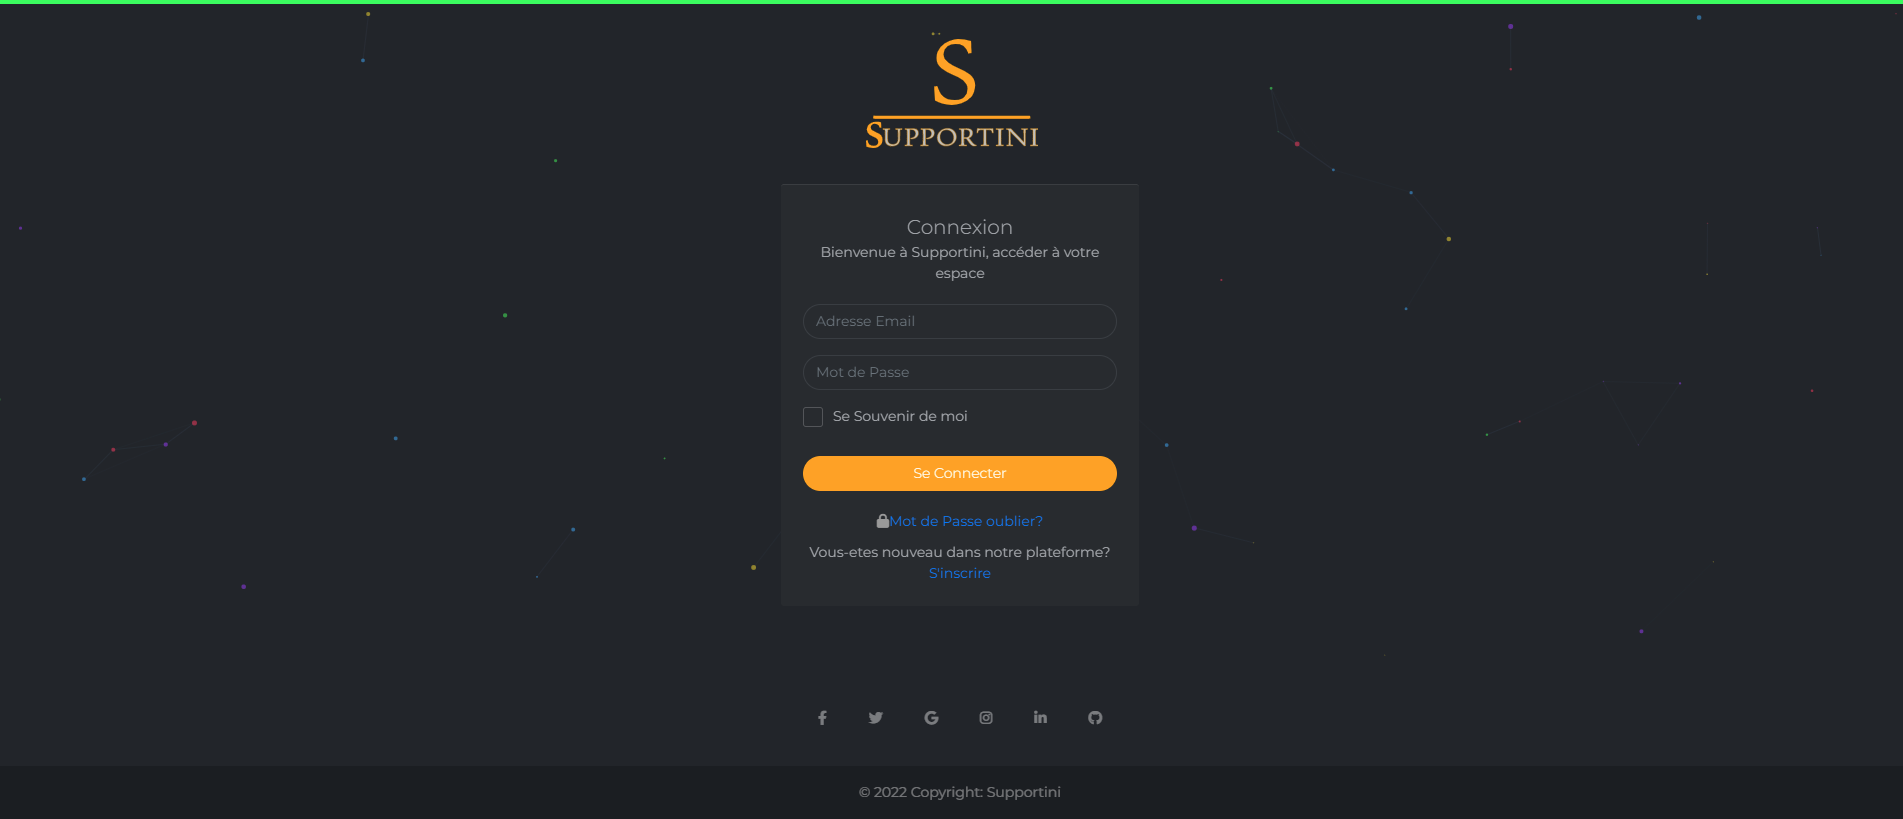 S
SUPPORTINI
Connexion
Bienvenue à Supportini, accéder à votre
espace
Adresse Email
Mot de Passe
Se Souvenir de moi
Se Connecter
Mot de Passe oublier?
Vous-etes nouveau dans notre plateforme?
S'inscrire
© 2022 Copyright: Supportini